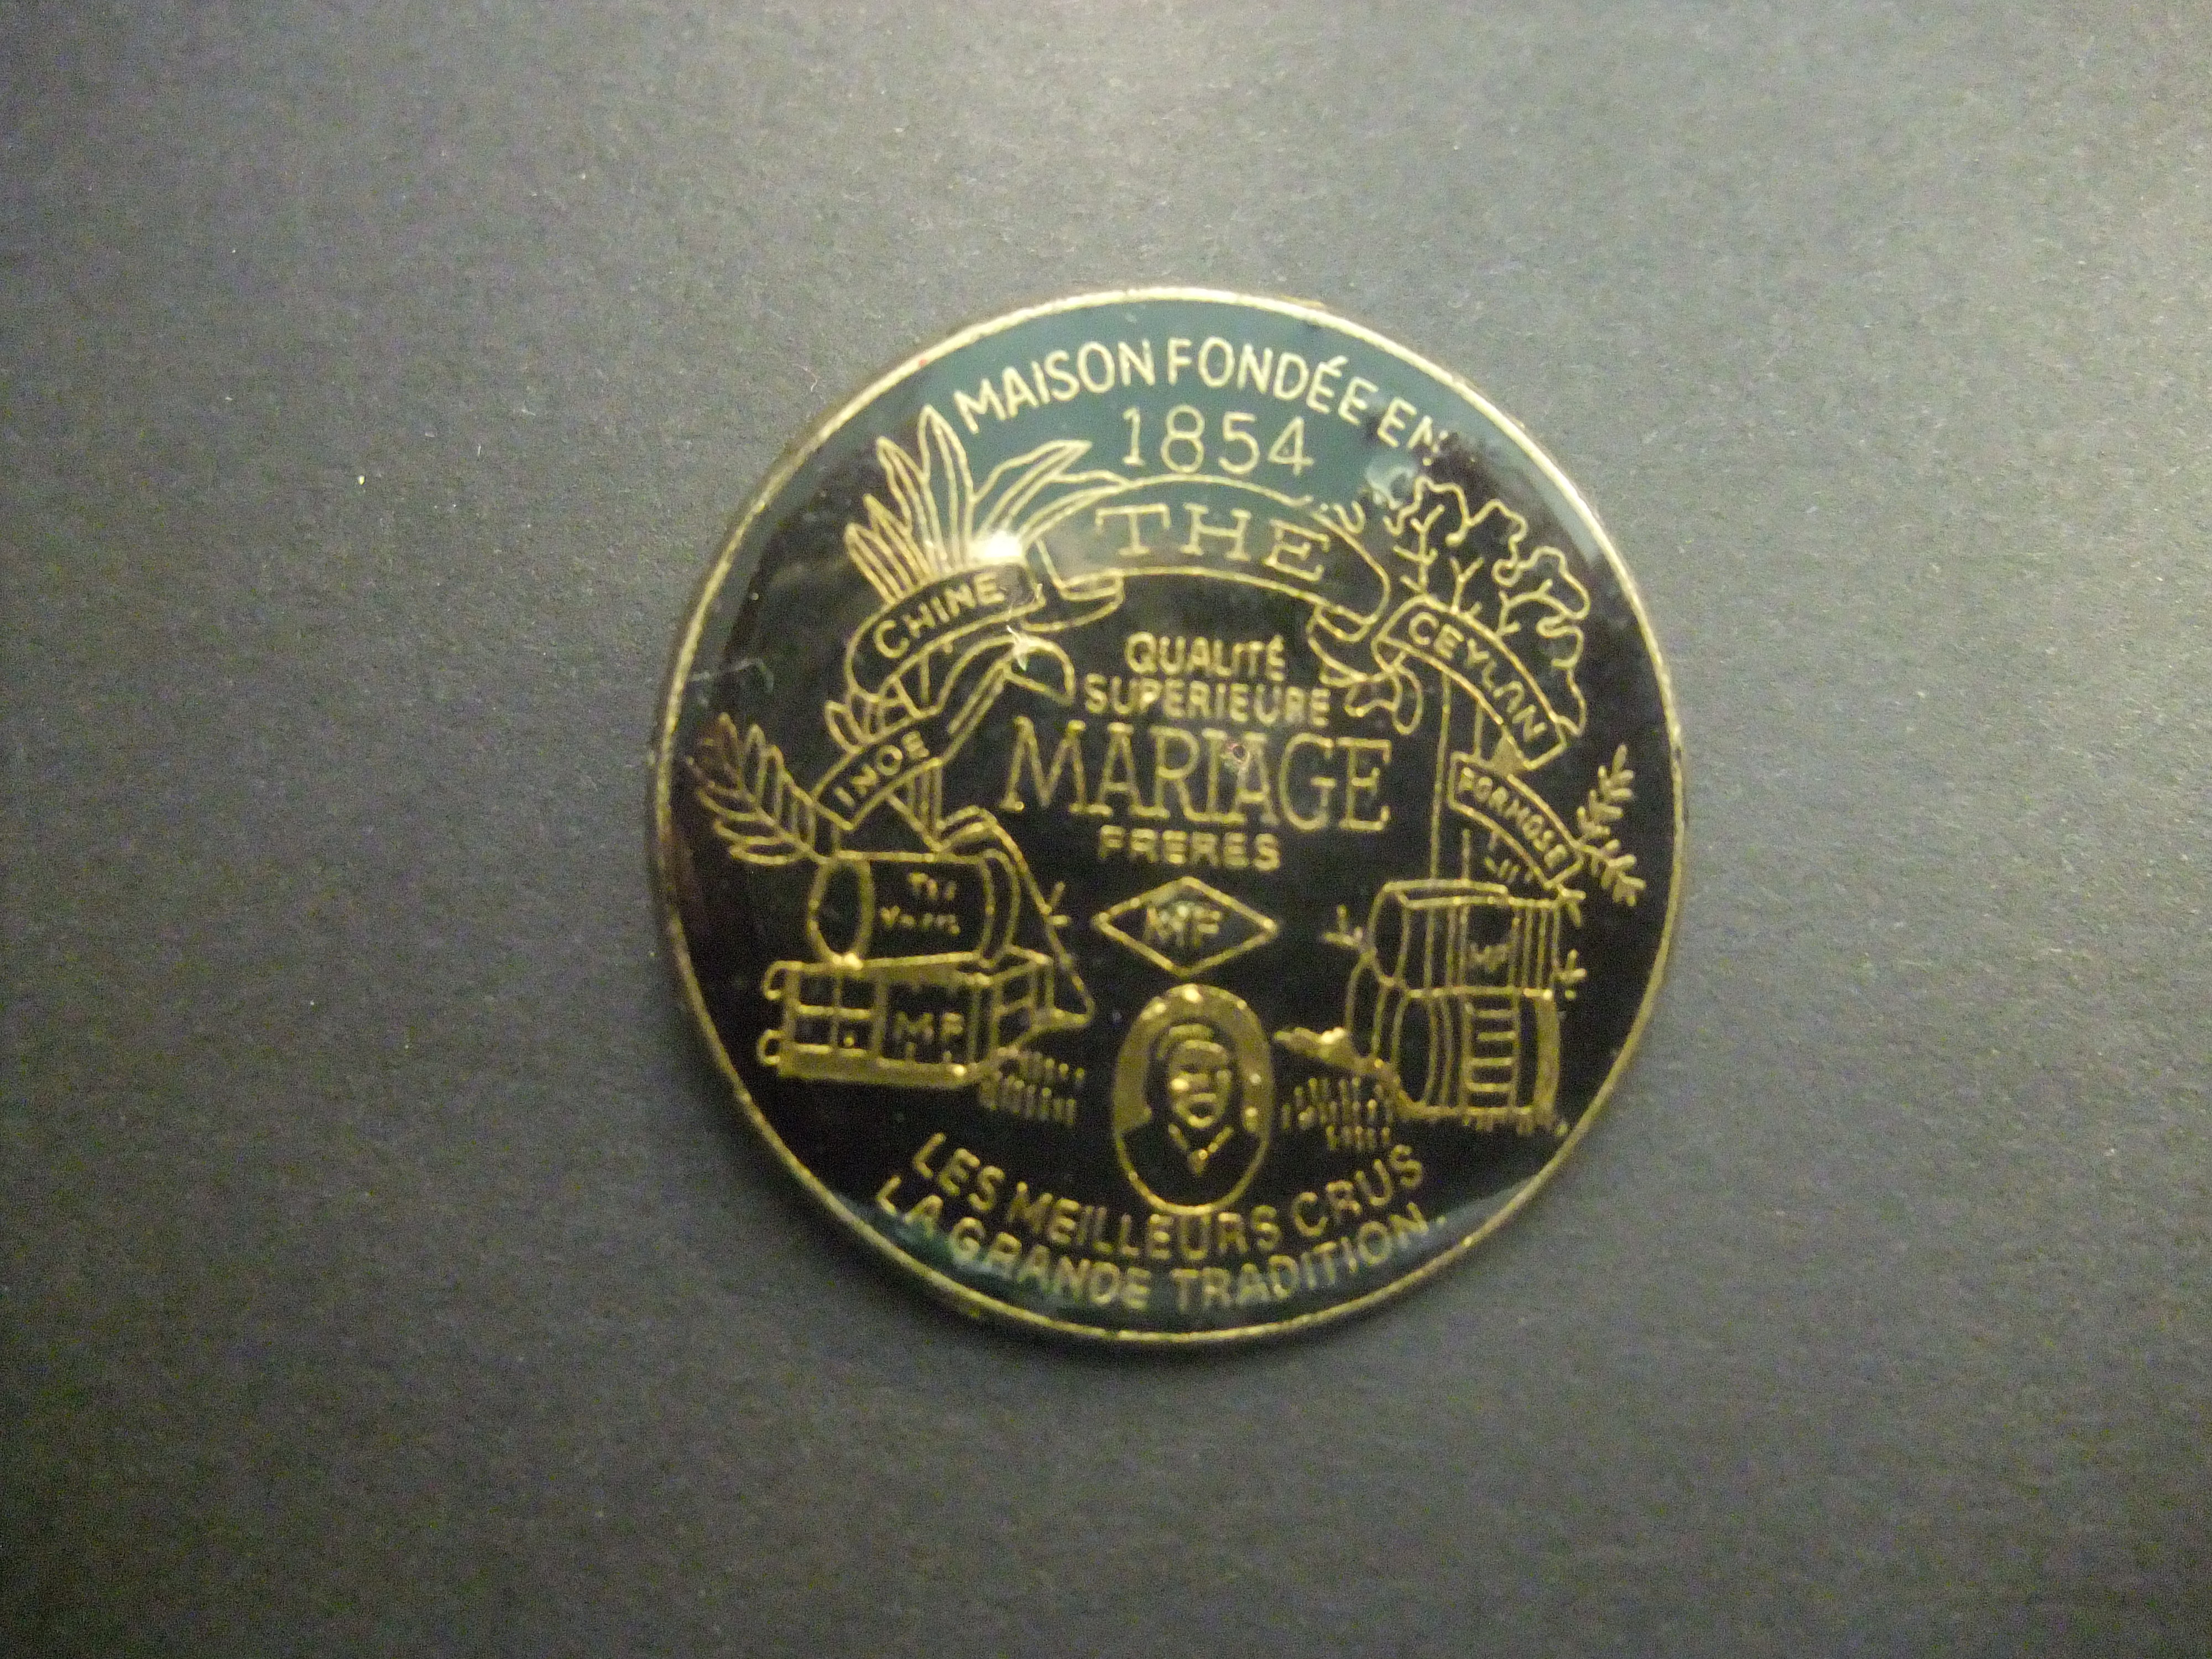 MAISON FONDÉE EN
1854
THE
CHINE
CEYLAN
QUALITÉ
SUPERIEURE
MARIAGE
FRERES
INDE
FORMOSE
MF
MF
MF
LES MEILLEURS CRUS
LA GRANDE TRADITION